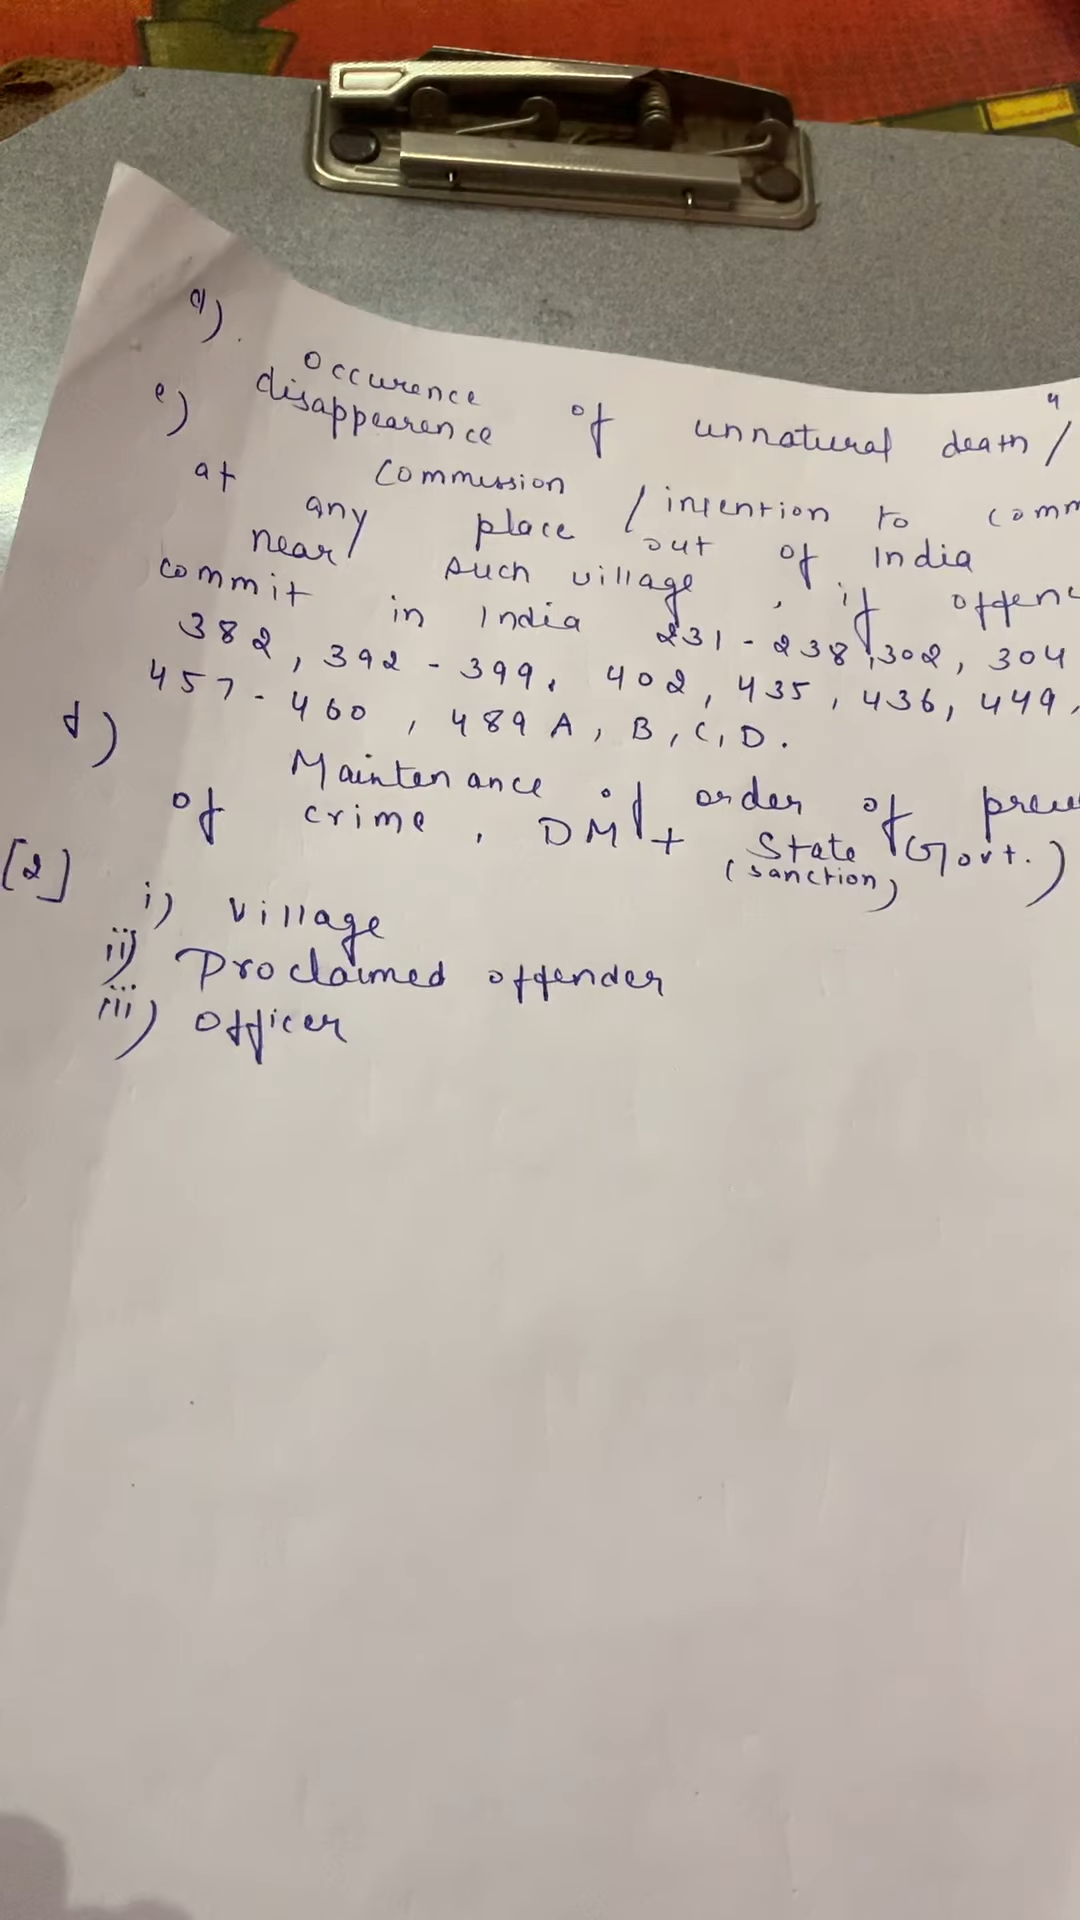 d).
occurence of unnatural death /
disappearence
e) commission / intention to comm
at any place out of India
near such village, if offenc
commit in India 231-238, 302, 304
382, 392-399, 402, 435, 436, 449,
457-460, 489 A, B, C, D.
f) Maintenance of order of preve
of crime, DM + State Govt.)
(sanction)
[2]
i) village
ii) Proclaimed offender
iii) officer